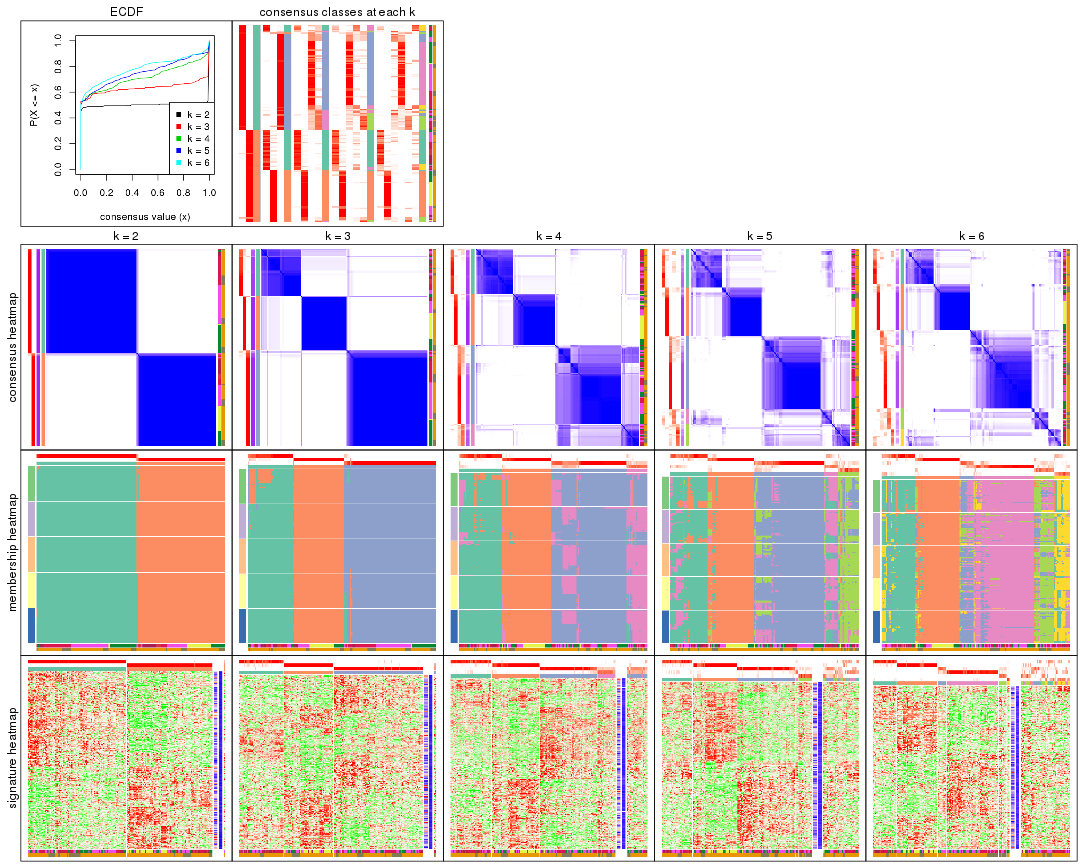 ECDF
consensus classes at each k
P(X <= x)
0.0
0.2
0.4
0.6
0.8
1.0
k = 2
k = 3
k = 4
k = 5
k = 6
0.0 0.2 0.4 0.6 0.8 1.0
consensus value (x)
k = 2
k = 3
k = 4
k = 5
k = 6
consensus heatmap
membership heatmap
signature heatmap